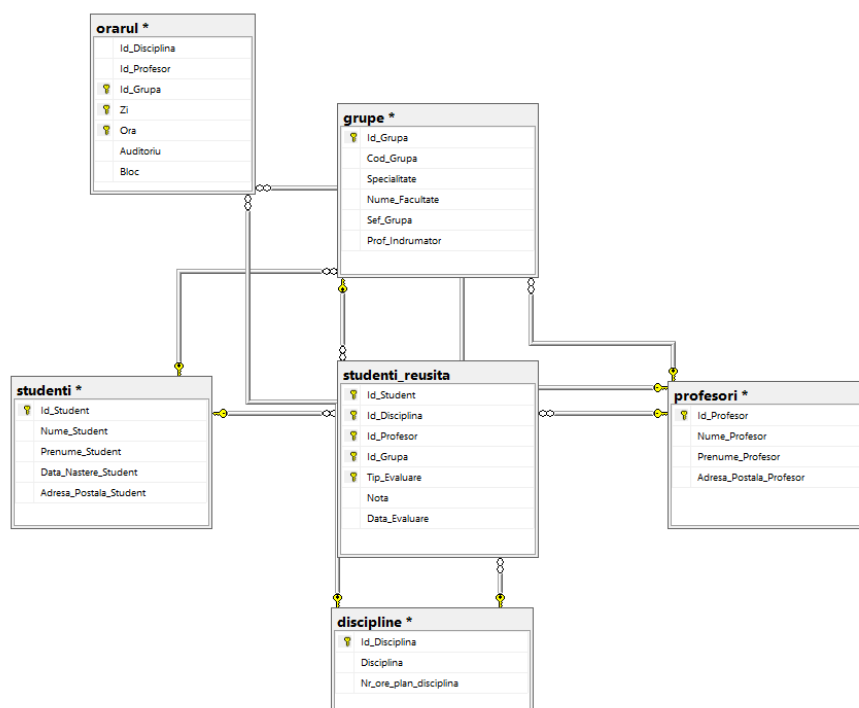 orarul *
Id_Disciplina
Id_Profesor
Id_Grupa
Zi
Ora
Auditoriu
Bloc
grupe *
Id_Grupa
Cod_Grupa
Specialitate
Nume_Facultate
Sef_Grupa
Prof_Indrumator
studenti *
Id_Student
Nume_Student
Prenume_Student
Data_Nastere_Student
Adresa_Postala_Student
studenti_reusita
Id_Student
Id_Disciplina
Id_Profesor
Id_Grupa
Tip_Evaluare
Nota
Data_Evaluare
profesori *
Id_Profesor
Nume_Profesor
Prenume_Profesor
Adresa_Postala_Profesor
discipline *
Id_Disciplina
Disciplina
Nr_ore_plan_disciplina